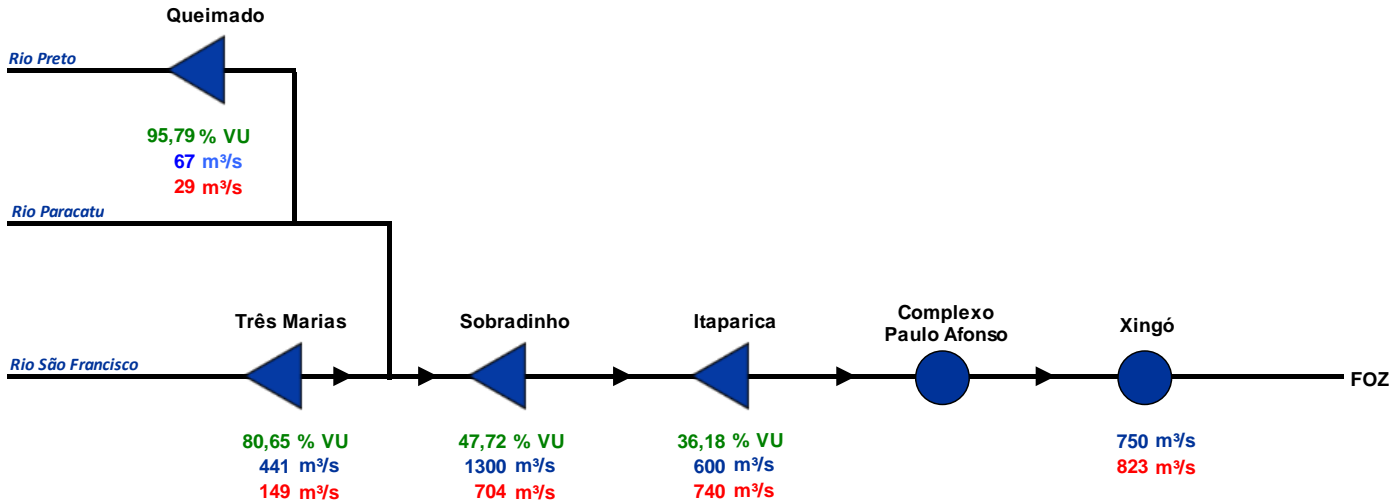 Queimado
Rio Preto
95,79 % VU
67 m³/s
29 m³/s
Rio Paracatu
Três Marias
Sobradinho
Itaparica
Complexo
Paulo Afonso
Xingó
Rio São Francisco
FOZ
80,65 % VU
441 m³/s
149 m³/s
47,72 % VU
1300 m³/s
704 m³/s
36,18 % VU
600 m³/s
740 m³/s
750 m³/s
823 m³/s